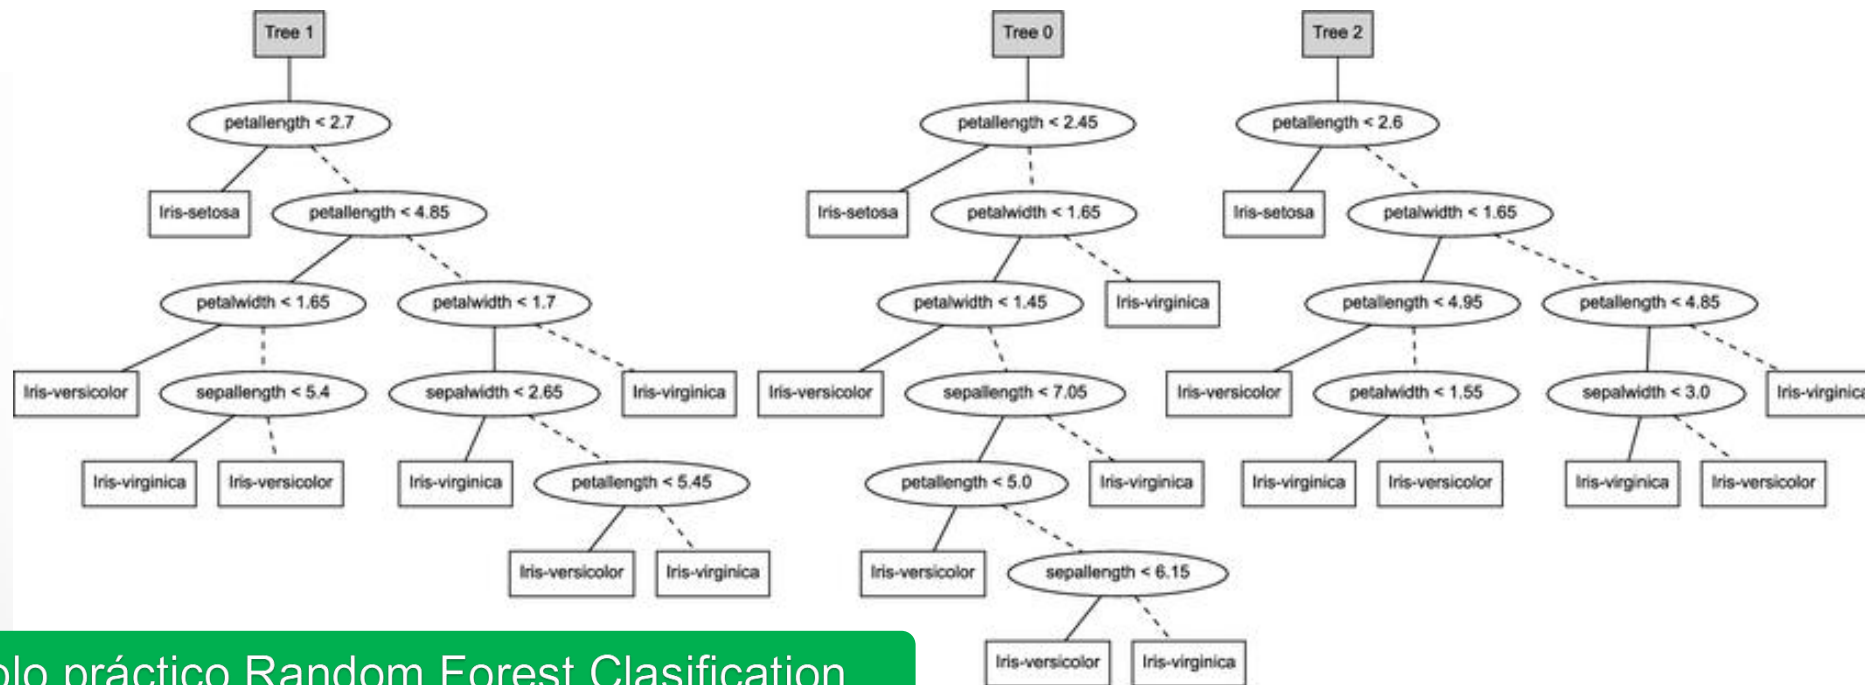 Tree 1
Tree 0
Tree 2
petallength < 2.7
petallength < 2.45
petallength < 2.6
Iris-setosa
petallength < 4.85
Iris-setosa
petalwidth < 1.65
Iris-setosa
petalwidth < 1.65
petalwidth < 1.65
petalwidth < 1.7
petalwidth < 1.45
Iris-virginica
petallength < 4.95
petallength < 4.85
Iris-versicolor
sepallength < 5.4
sepalwidth < 2.65
Iris-virginica
Iris-versicolor
sepallength < 7.05
Iris-versicolor
petalwidth < 1.55
sepalwidth < 3.0
Iris-virginica
Iris-virginica
Iris-versicolor
Iris-virginica
petallength < 5.45
petallength < 5.0
Iris-virginica
Iris-virginica
Iris-versicolor
Iris-virginica
Iris-versicolor
Iris-versicolor
Iris-virginica
Iris-versicolor
sepallength < 6.15
Iris-versicolor
Iris-virginica
práctico Random Forest Clasification